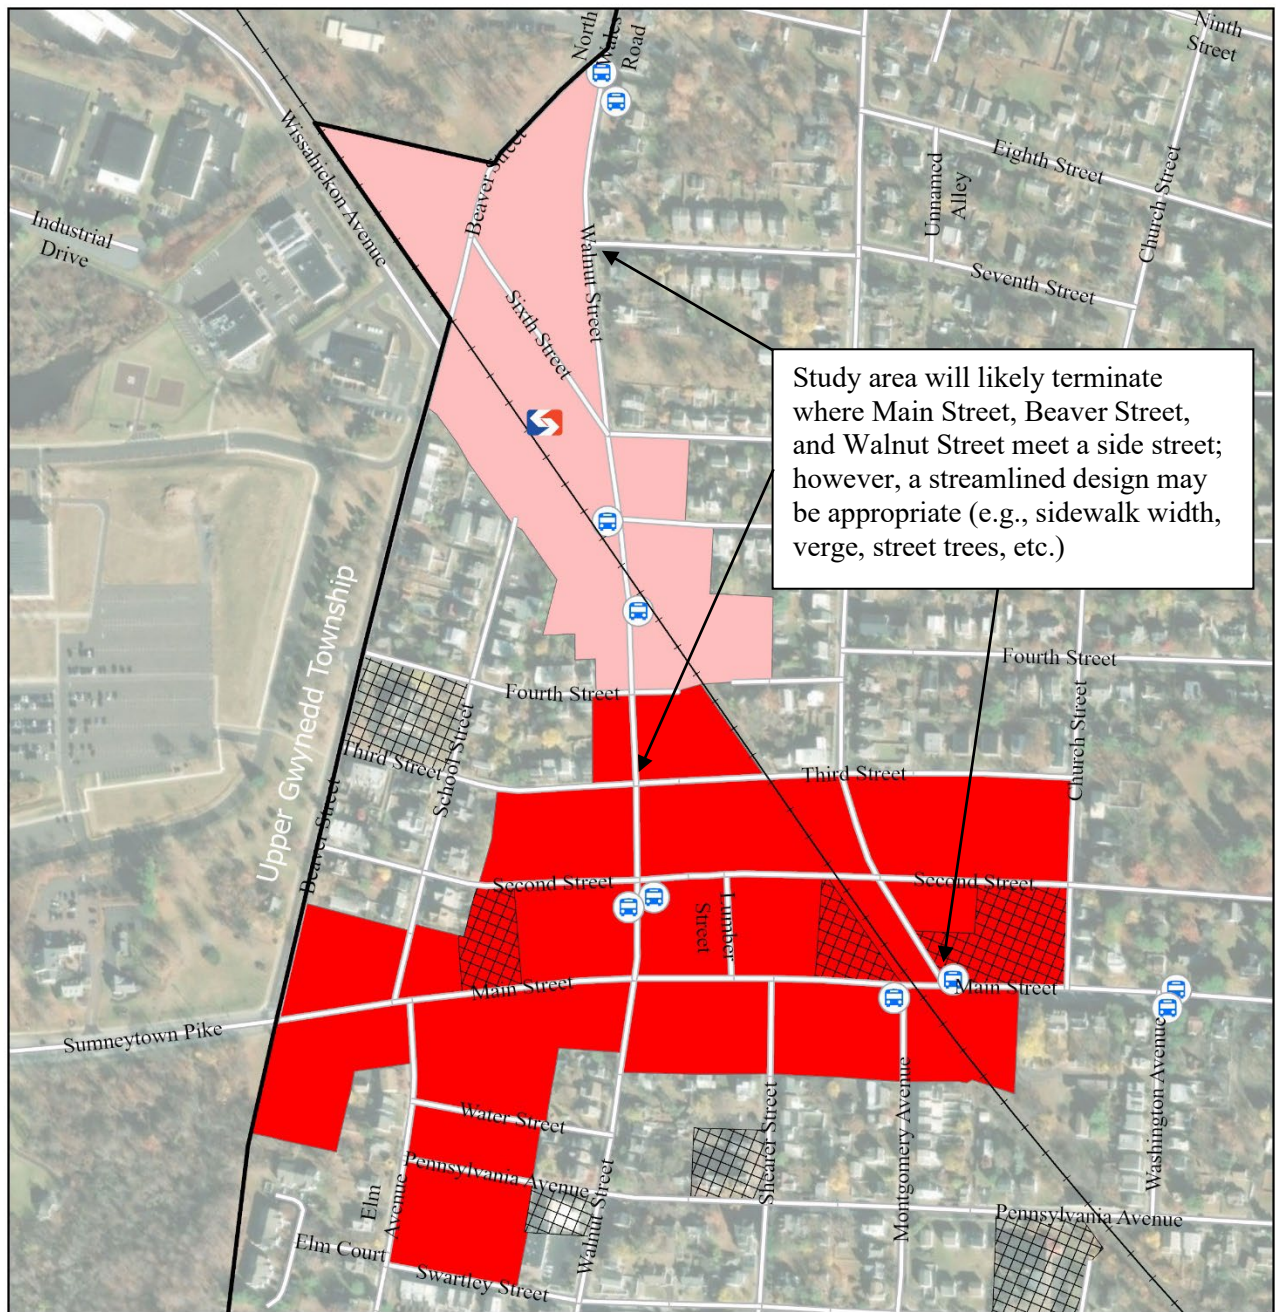 North
Wales
Road
Ninth
Street
Beaver Street
Wissahickon Avenue
Eighth Street
Unnamed
Alley
Church Street
Industrial
Drive
Walnut Street
Seventh Street
Sixth Street
Study area will likely terminate
where Main Street, Beaver Street,
and Walnut Street meet a side street;
however, a streamlined design may
be appropriate (e.g., sidewalk width,
verge, street trees, etc.)
Upper Gwynedd Township
Fourth Street
Fourth Street
Third Street
School Street
Third Street
Church Street
Beaver Street
Second Street
Second Street
Lumber
Street
Main Street
Main Street
Sumneytown Pike
Water Street
Pennsylvania Avenue
Shearer Street
Montgomery Avenue
Washington Avenue
Elm
Avenue
Walnut Street
Pennsylvania Avenue
Elm Court
Swartley Street